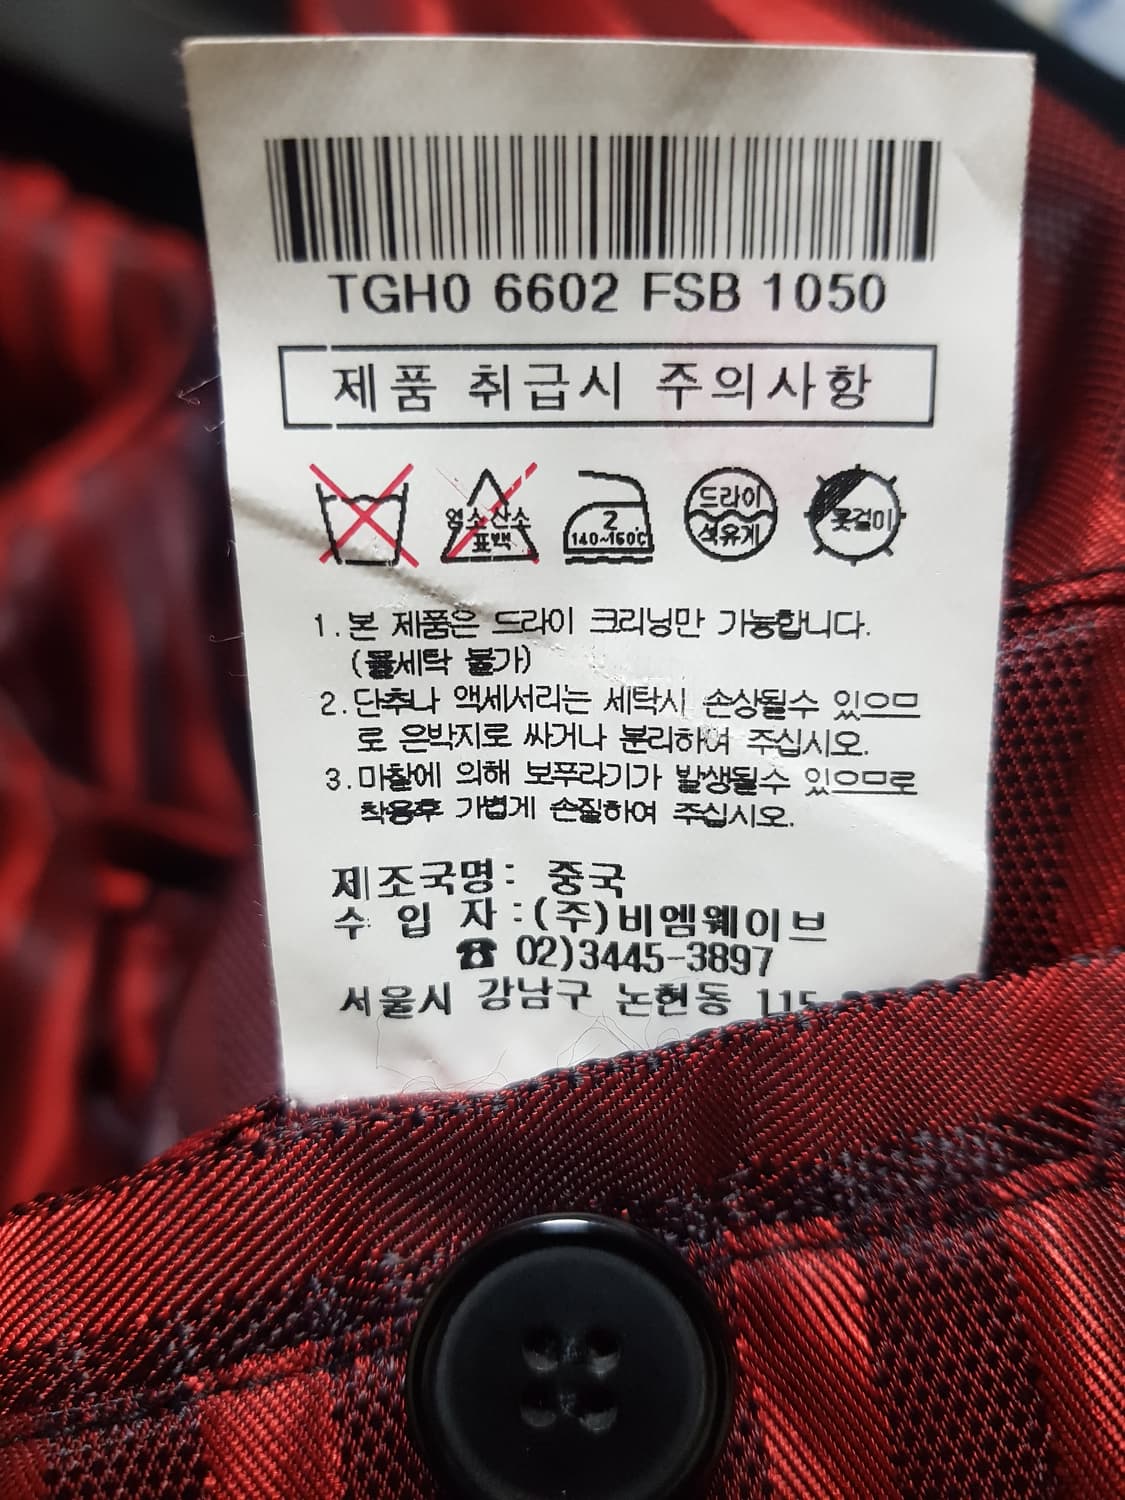 TGH0 6602 FSB 1050
제품 취급시 주의사항
염소 산소
표백
2
140~160℃
드라이
석유계
옷걸이
1. 본 제품은 드라이 크리닝만 가능합니다.
(물세탁 불가)
2. 단추나 액세서리는 세탁시 손상될수 있으므
로 은박지로 싸거나 분리하여 주십시오.
3. 마찰에 의해 보푸라기가 발생될수 있으므로
착용후 가볍게 손질하여 주십시오.
제조국명: 중국
수 입 자:(주)비엠웨이브
☎ 02)3445-3897
서울시 강남구 논현동 115